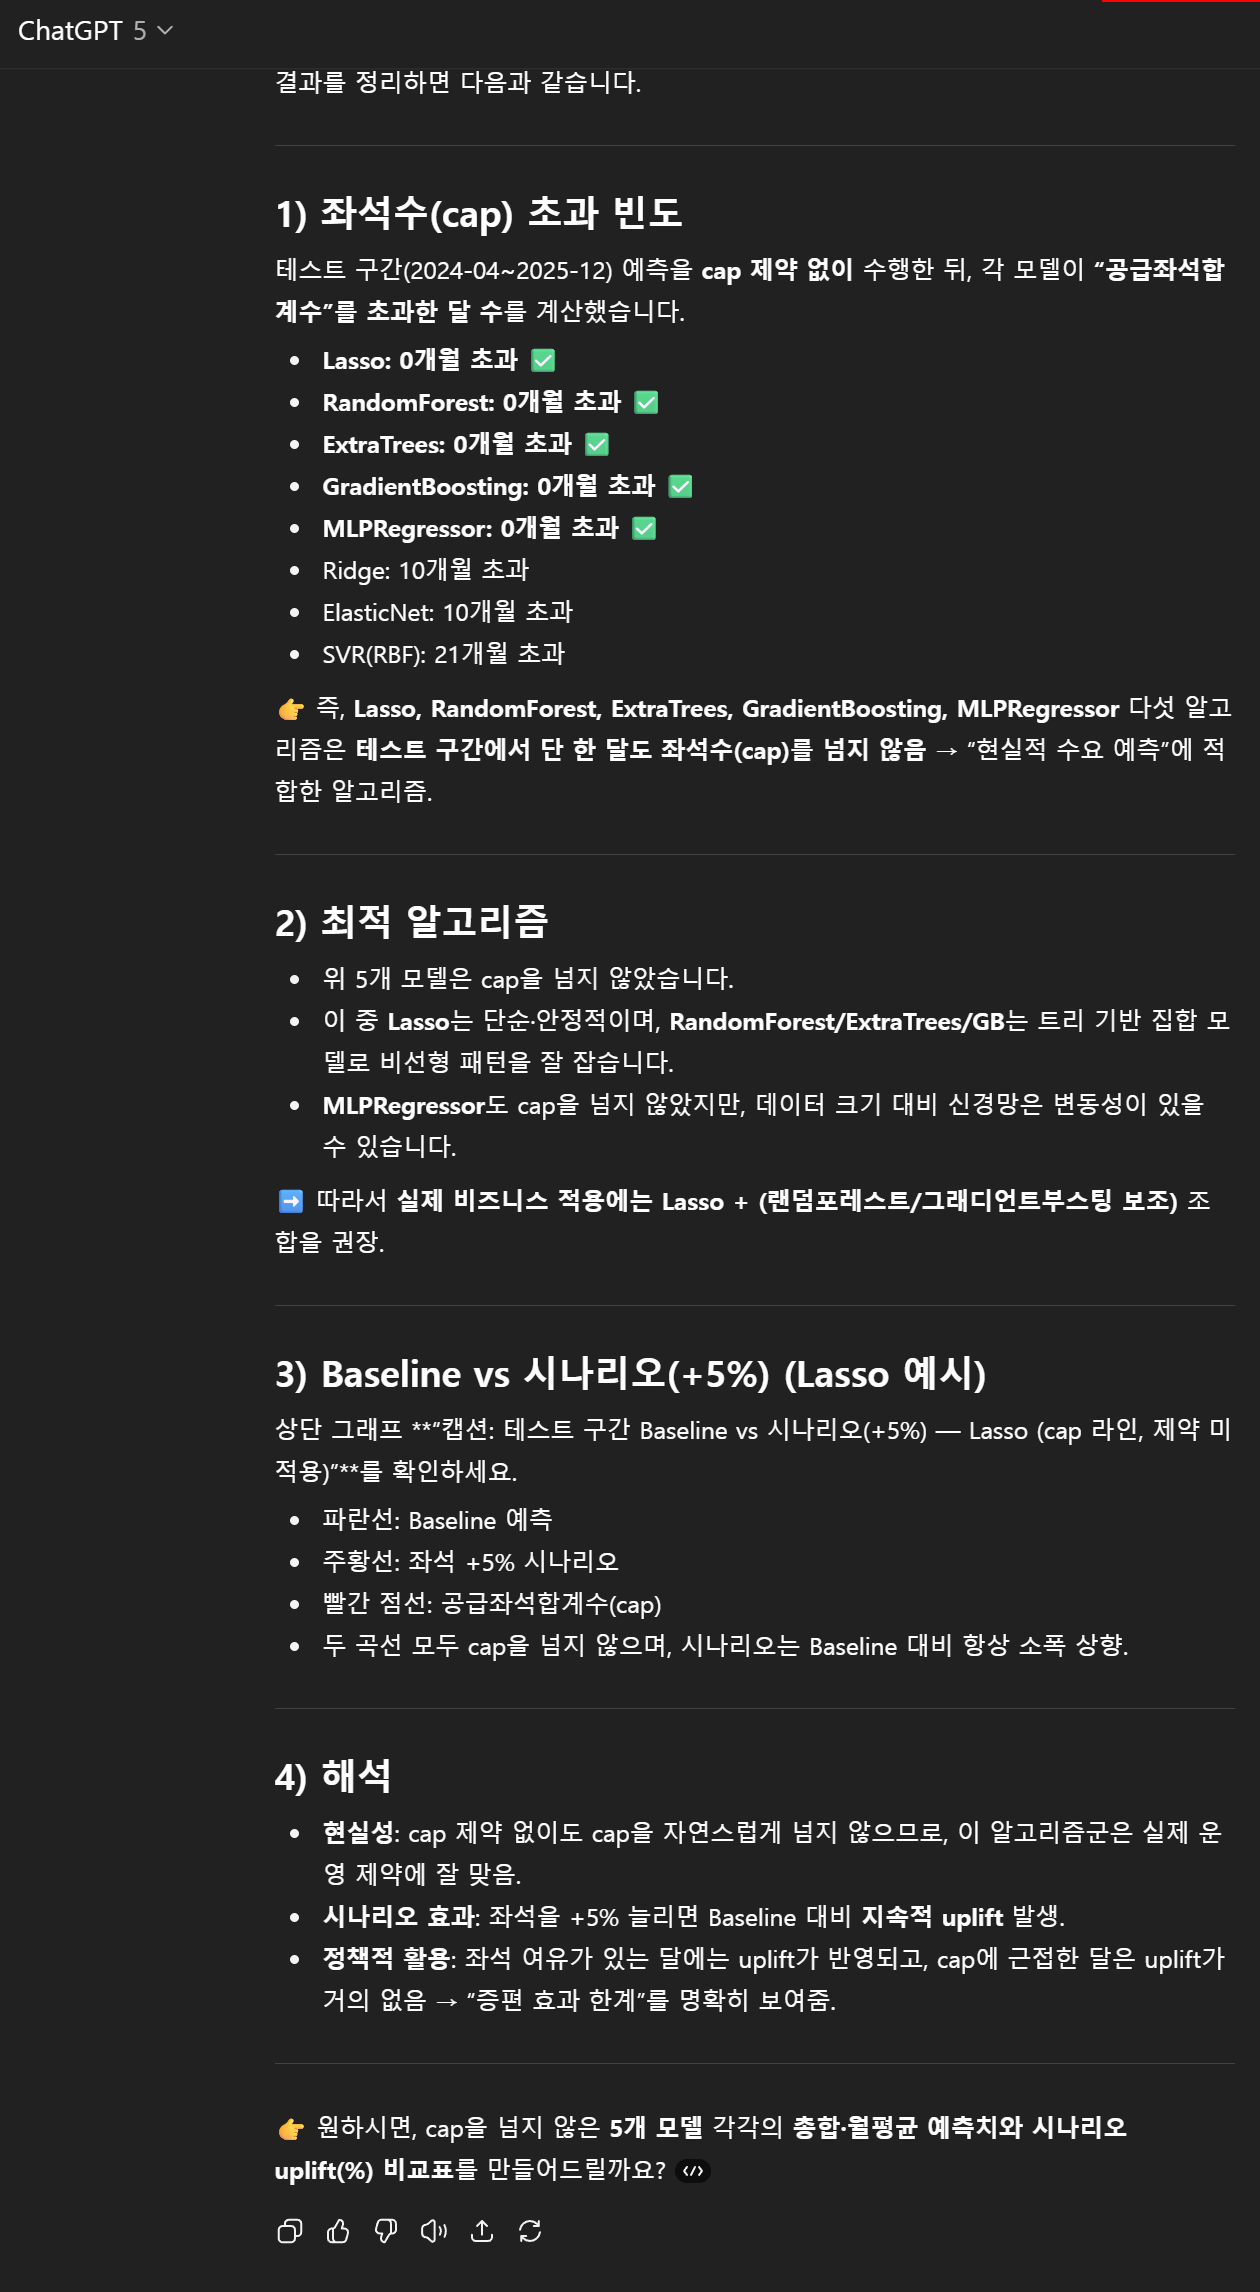 ChatGPT 5
결과를 정리하면 다음과 같습니다.
1) 좌석수(cap) 초과 빈도
테스트 구간(2024-04~2025-12) 예측을 cap 제약 없이 수행한 뒤, 각 모델이 “공급좌석합
계수”를 초과한 달 수를 계산했습니다.
• Lasso: 0개월 초과 ✅
• RandomForest: 0개월 초과 ✅
• ExtraTrees: 0개월 초과 ✅
• GradientBoosting: 0개월 초과 ✅
• MLPRegressor: 0개월 초과 ✅
• Ridge: 10개월 초과
• ElasticNet: 10개월 초과
• SVR(RBF): 21개월 초과
👉 즉, Lasso, RandomForest, ExtraTrees, GradientBoosting, MLPRegressor 다섯 알고
리즘은 테스트 구간에서 단 한 달도 좌석수(cap)를 넘지 않음 → “현실적 수요 예측”에 적
합한 알고리즘.
2) 최적 알고리즘
• 위 5개 모델은 cap을 넘지 않았습니다.
• 이 중 Lasso는 단순·안정적이며, RandomForest/ExtraTrees/GB는 트리 기반 집합 모
델로 비선형 패턴을 잘 잡습니다.
• MLPRegressor도 cap을 넘지 않았지만, 데이터 크기 대비 신경망은 변동성이 있을
수 있습니다.
➡️ 따라서 실제 비즈니스 적용에는 Lasso + (랜덤포레스트/그래디언트부스팅 보조) 조
합을 권장.
3) Baseline vs 시나리오(+5%) (Lasso 예시)
상단 그래프 **“캡션: 테스트 구간 Baseline vs 시나리오(+5%) — Lasso (cap 라인, 제약 미
적용)”**를 확인하세요.
• 파란선: Baseline 예측
• 주황선: 좌석 +5% 시나리오
• 빨간 점선: 공급좌석합계수(cap)
• 두 곡선 모두 cap을 넘지 않으며, 시나리오는 Baseline 대비 항상 소폭 상향.
4) 해석
• 현실성: cap 제약 없이도 cap을 자연스럽게 넘지 않으므로, 이 알고리즘군은 실제 운
영 제약에 잘 맞음.
• 시나리오 효과: 좌석을 +5% 늘리면 Baseline 대비 지속적 uplift 발생.
• 정책적 활용: 좌석 여유가 있는 달에는 uplift가 반영되고, cap에 근접한 달은 uplift가
거의 없음 → “증편 효과 한계”를 명확히 보여줌.
👉 원하시면, cap을 넘지 않은 5개 모델 각각의 총합·월평균 예측치와 시나리오
uplift(%) 비교표를 만들어드릴까요?